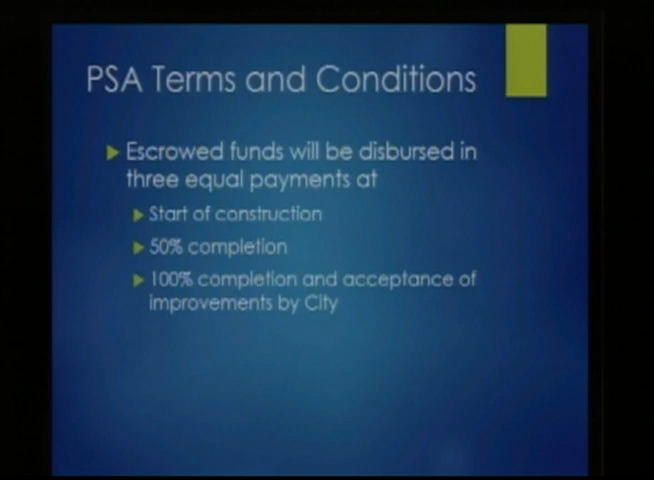 PSA Terms and Conditions
Escrowed funds will be disbursed in
three equal payments at
Start of construction
50% completion
100% completion and acceptance of
improvements by City